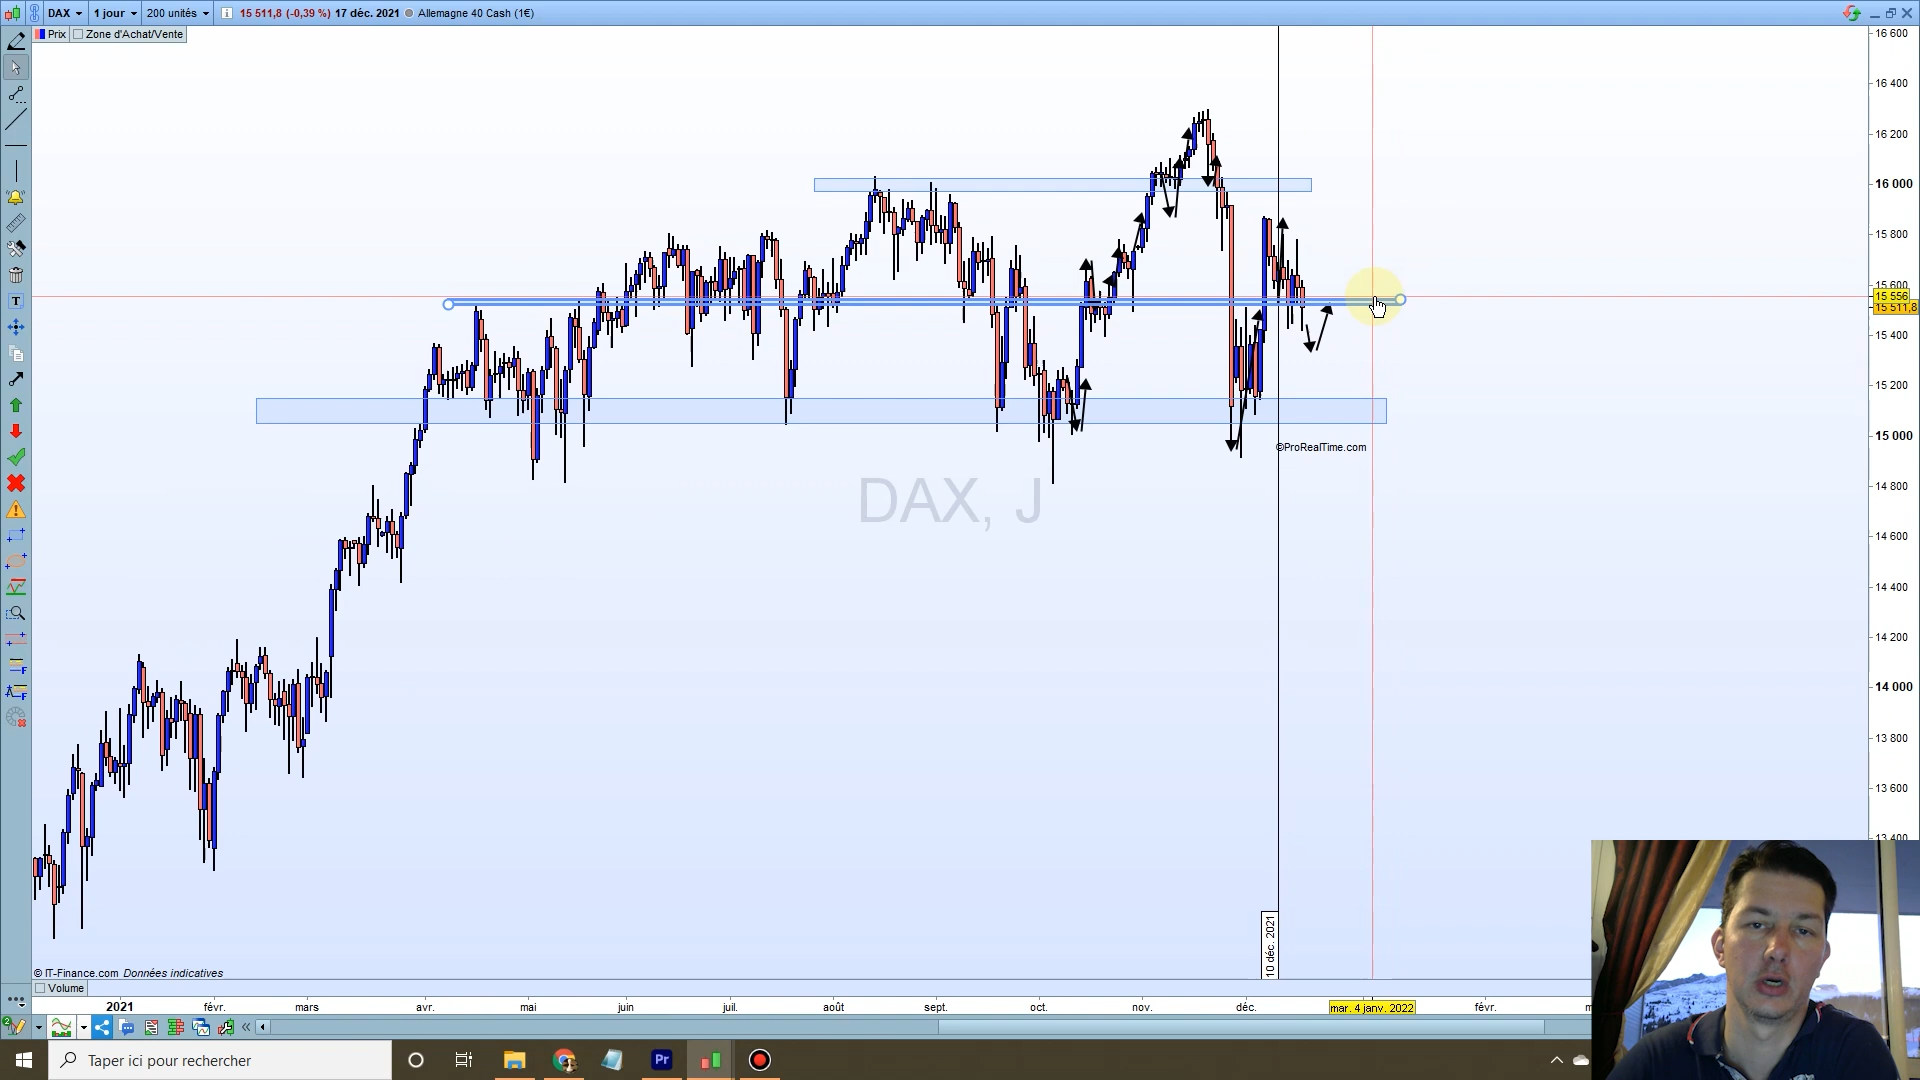 DAX 1 jour 200 unités 15 511,8 (-0,39 %) 17 déc. 2021 Allemagne 40 Cash (1€)
Prix Zone d'Achat/Vente
16 600
16 400
16 200
16 000
15 800
15 600
15 556
15 511,8
15 400
15 200
15 000
©ProRealTime.com
14 800
DAX, J
14 600
14 400
14 200
14 000
13 800
13 600
13 400
10 déc. 2021
© IT-Finance.com Données indicatives
Volume
2021 févr. mars avr. mai juin juil. août sept. oct. nov. déc. mar. 4 janv. 2022 févr.
Taper ici pour rechercher
Pr